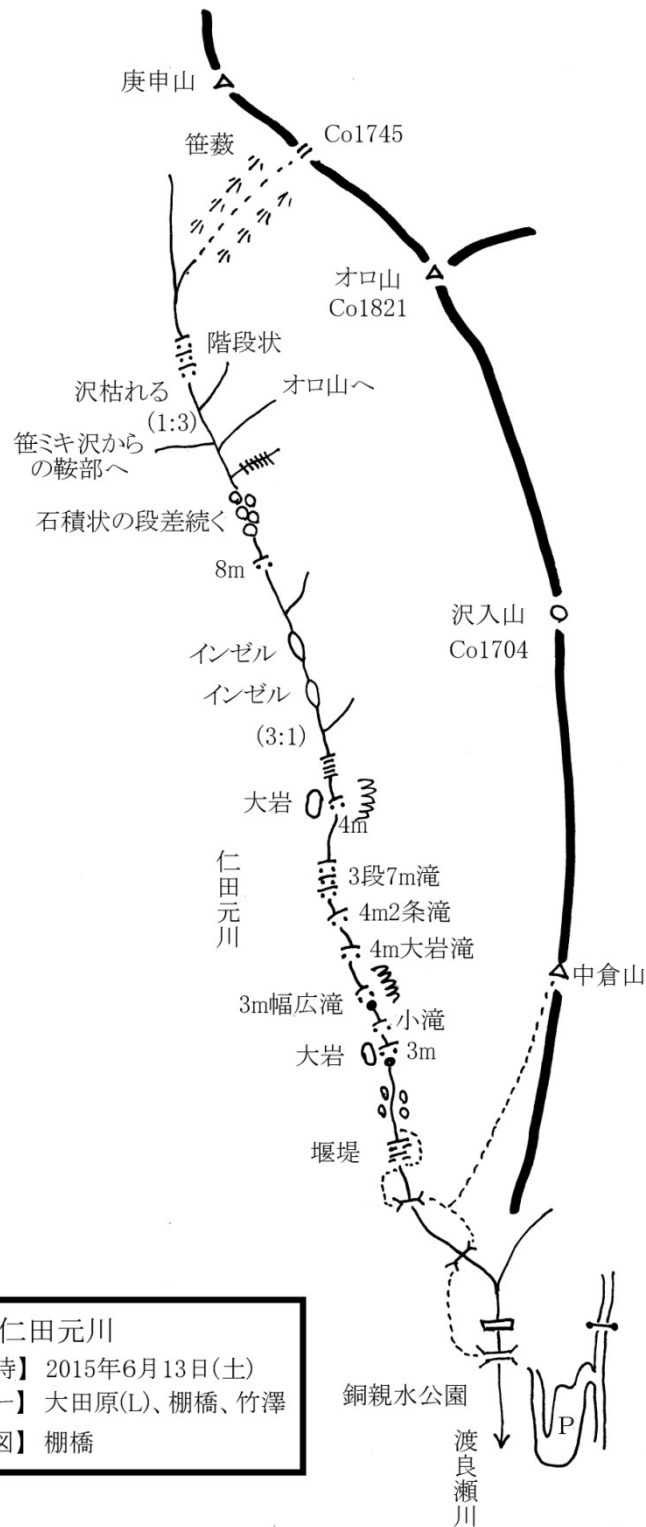 庚申山
笹薮
Co1745
オロ山
Co1821
階段状
沢枯れる
(1:3)
オロ山へ
笹ミキ沢から
の鞍部へ
石積状の段差続く
8m
インゼル
インゼル
沢入山
Co1704
(3:1)
大岩
4m
仁田元川
3段7m滝
4m2条滝
4m大岩滝
中倉山
3m幅広滝
小滝
大岩
3m
堰堤
仁田元川
時】 2015年6月13日(土)
ー】 大田原(L)、棚橋、竹澤
図】 棚橋
銅親水公園
P
渡良瀬川